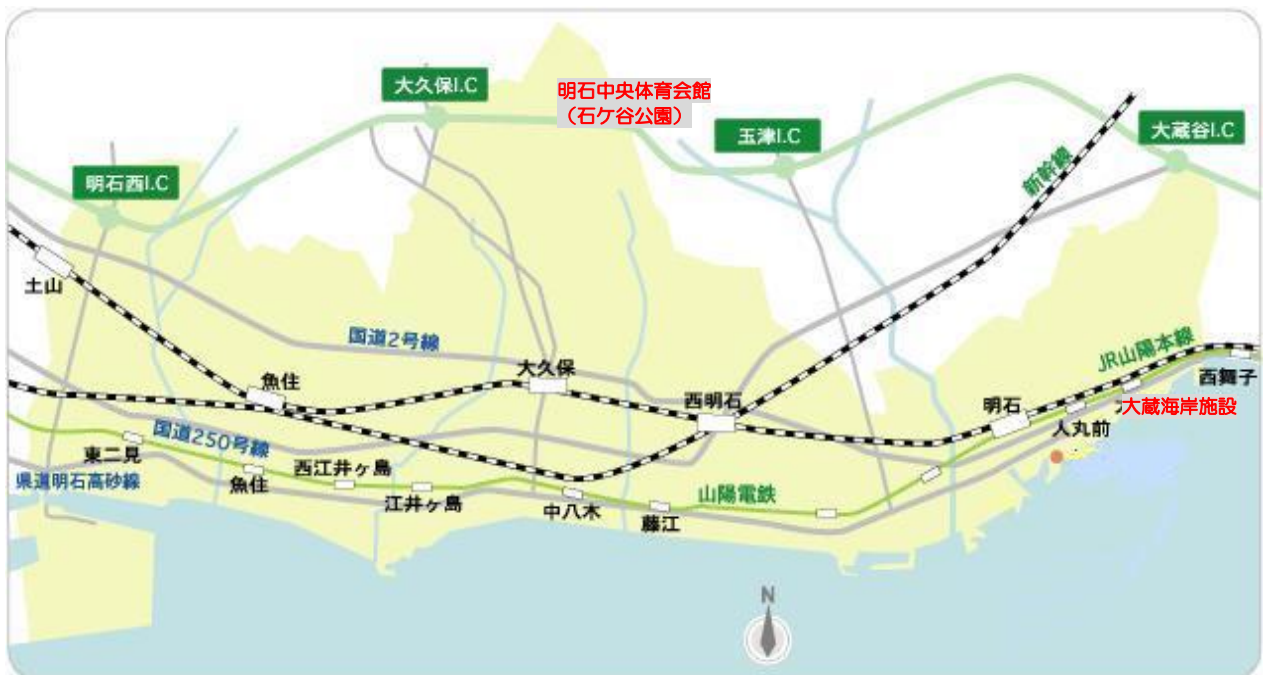 大久保I.C
明石中央体育会館
（石ケ谷公園）
玉津I.C
大蔵谷I.C
明石西I.C
新幹線
土山
国道2号線
JR山陽本線
大久保
西舞子
魚住
西明石
明石
大蔵海岸施設
人丸前
国道250号線
東二見
西江井ヶ島
魚住
県道明石高砂線
江井ヶ島
山陽電鉄
中八木
藤江
N